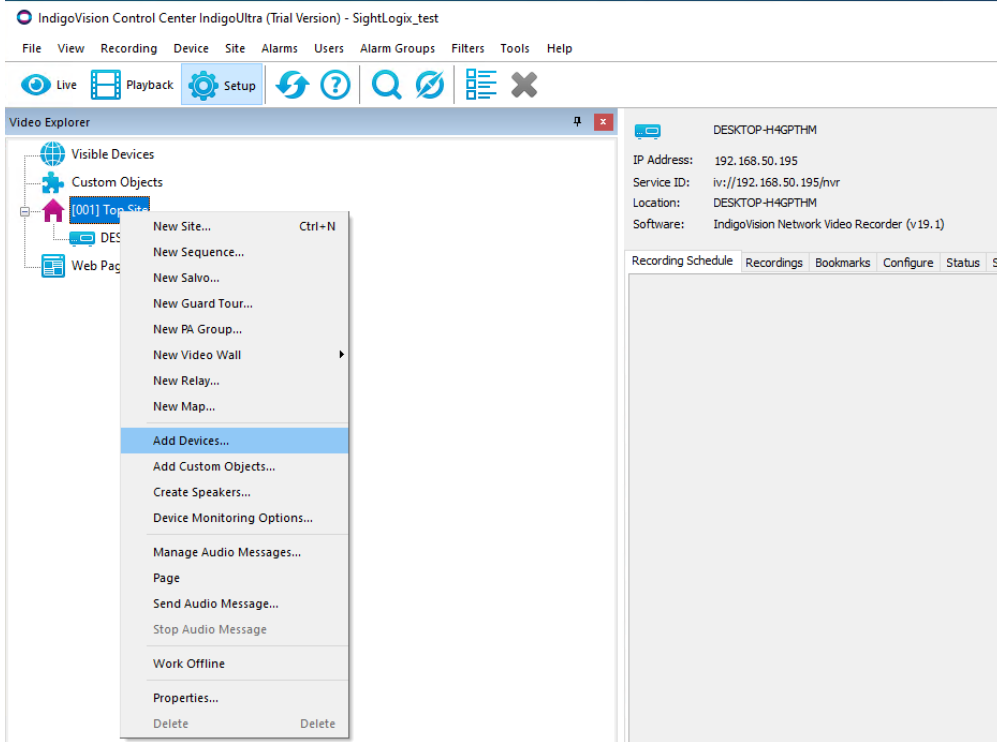 IndigoVision Control Center IndigoUltra (Trial Version) - SightLogix_test
File View Recording Device Site Alarms Users Alarm Groups Filters Tools Help
Live Playback Setup
Video Explorer
Visible Devices
Custom Objects
[001] Top Site
DES
Web Pag
New Site... Ctrl+N
New Sequence...
New Salvo...
New Guard Tour...
New PA Group...
New Video Wall
New Relay...
New Map...
Add Devices...
Add Custom Objects...
Create Speakers...
Device Monitoring Options...
Manage Audio Messages...
Page
Send Audio Message...
Stop Audio Message
Work Offline
Properties...
Delete Delete
DESKTOP-H4GPTHM
IP Address: 192.168.50.195
Service ID: iv://192.168.50.195/nvr
Location: DESKTOP-H4GPTHM
Software: IndigoVision Network Video Recorder (v19.1)
Recording Schedule Recordings Bookmarks Configure Status S